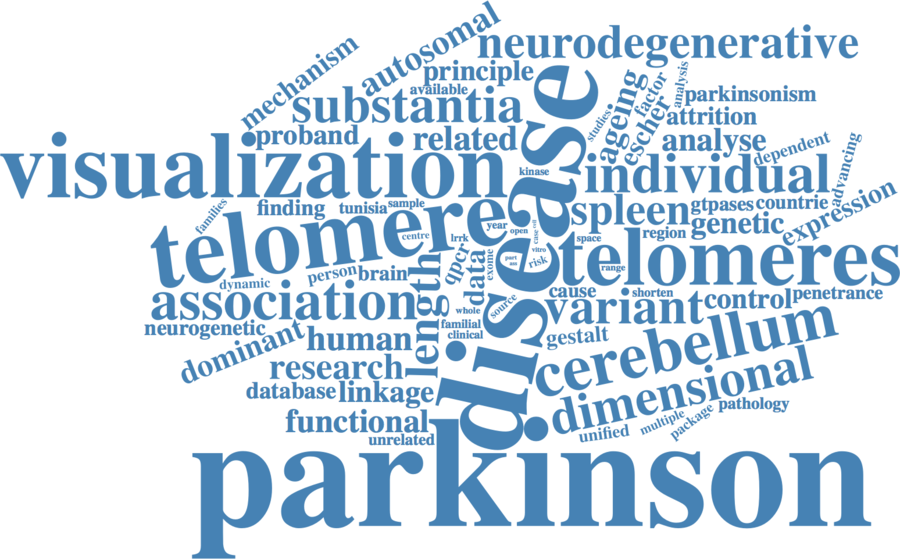 autosomal
neurodegenerative
mechanism
principle
available
substantia
ageing
factor
analysis
escher
parkinsonism
proband
related
studies
attrition
analyse
dependent
visualization
disease
kinase
individual
advancing
families
finding
tunisia
sample
telomere
year
open
spleen
gtpases
countrie
genetic
expression
centre
lrrk
case
space
region
vitro
telomeres
dynamic
person
brain
qpcr
data
exome
port
risk
range
association
length
source
cause
variant
shorten
control
penetrance
neurogenetic
whole
familial
clinical
gestalt
dominant
human
cerebellum
research
database
linkage
dimensional
functional
unrelated
unified
multiple
package
pathology
parkinson